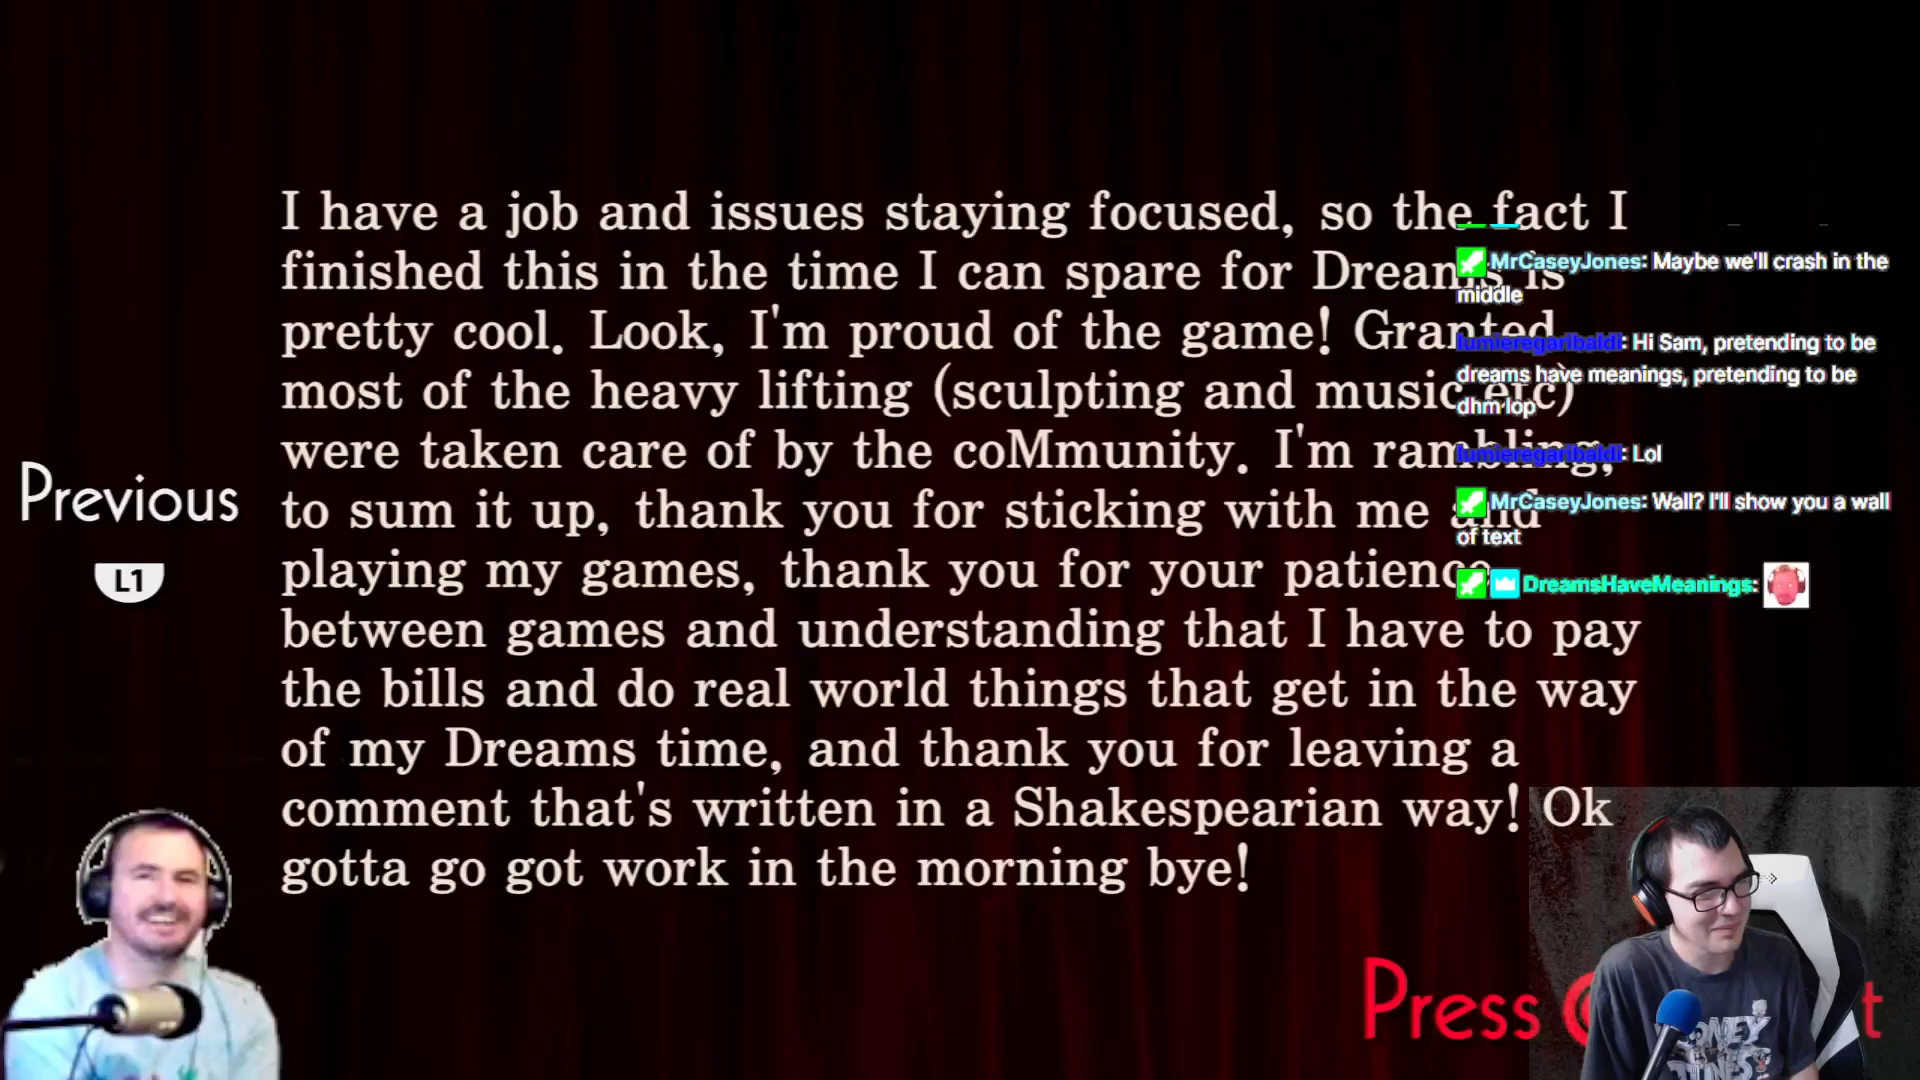 I have a job and issues staying focused, so the fact I
finished this in the time I can spare for Dreams is
pretty cool. Look, I'm proud of the game! Granted,
most of the heavy lifting (sculpting and music etc)
were taken care of by the coMmunity. I'm rambling,
to sum it up, thank you for sticking with me and
playing my games, thank you for your patience
between games and understanding that I have to pay
the bills and do real world things that get in the way
of my Dreams time, and thank you for leaving a
comment that's written in a Shakespearian way! Ok
gotta go got work in the morning bye!
Previous
L1
MrCaseyJones: Maybe we'll crash in the
middle
lumieregaribaldi: Hi Sam, pretending to be
dreams have meanings, pretending to be
dhm lop
lumieregaribaldi: Lol
MrCaseyJones: Wall? I'll show you a wall
of text
DreamsHaveMeanings:
Press
LOONEY
TUNES